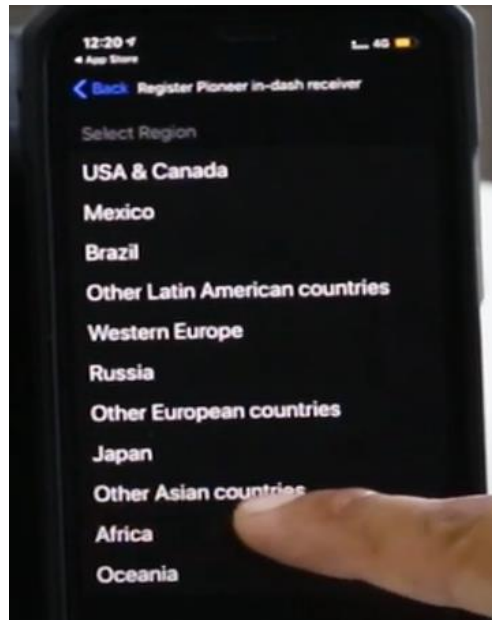 12:20
4G
App Store
Back Register Pioneer in-dash receiver
Select Region
USA & Canada
Mexico
Brazil
Other Latin American countries
Western Europe
Russia
Other European countries
Japan
Other Asian countries
Africa
Oceania